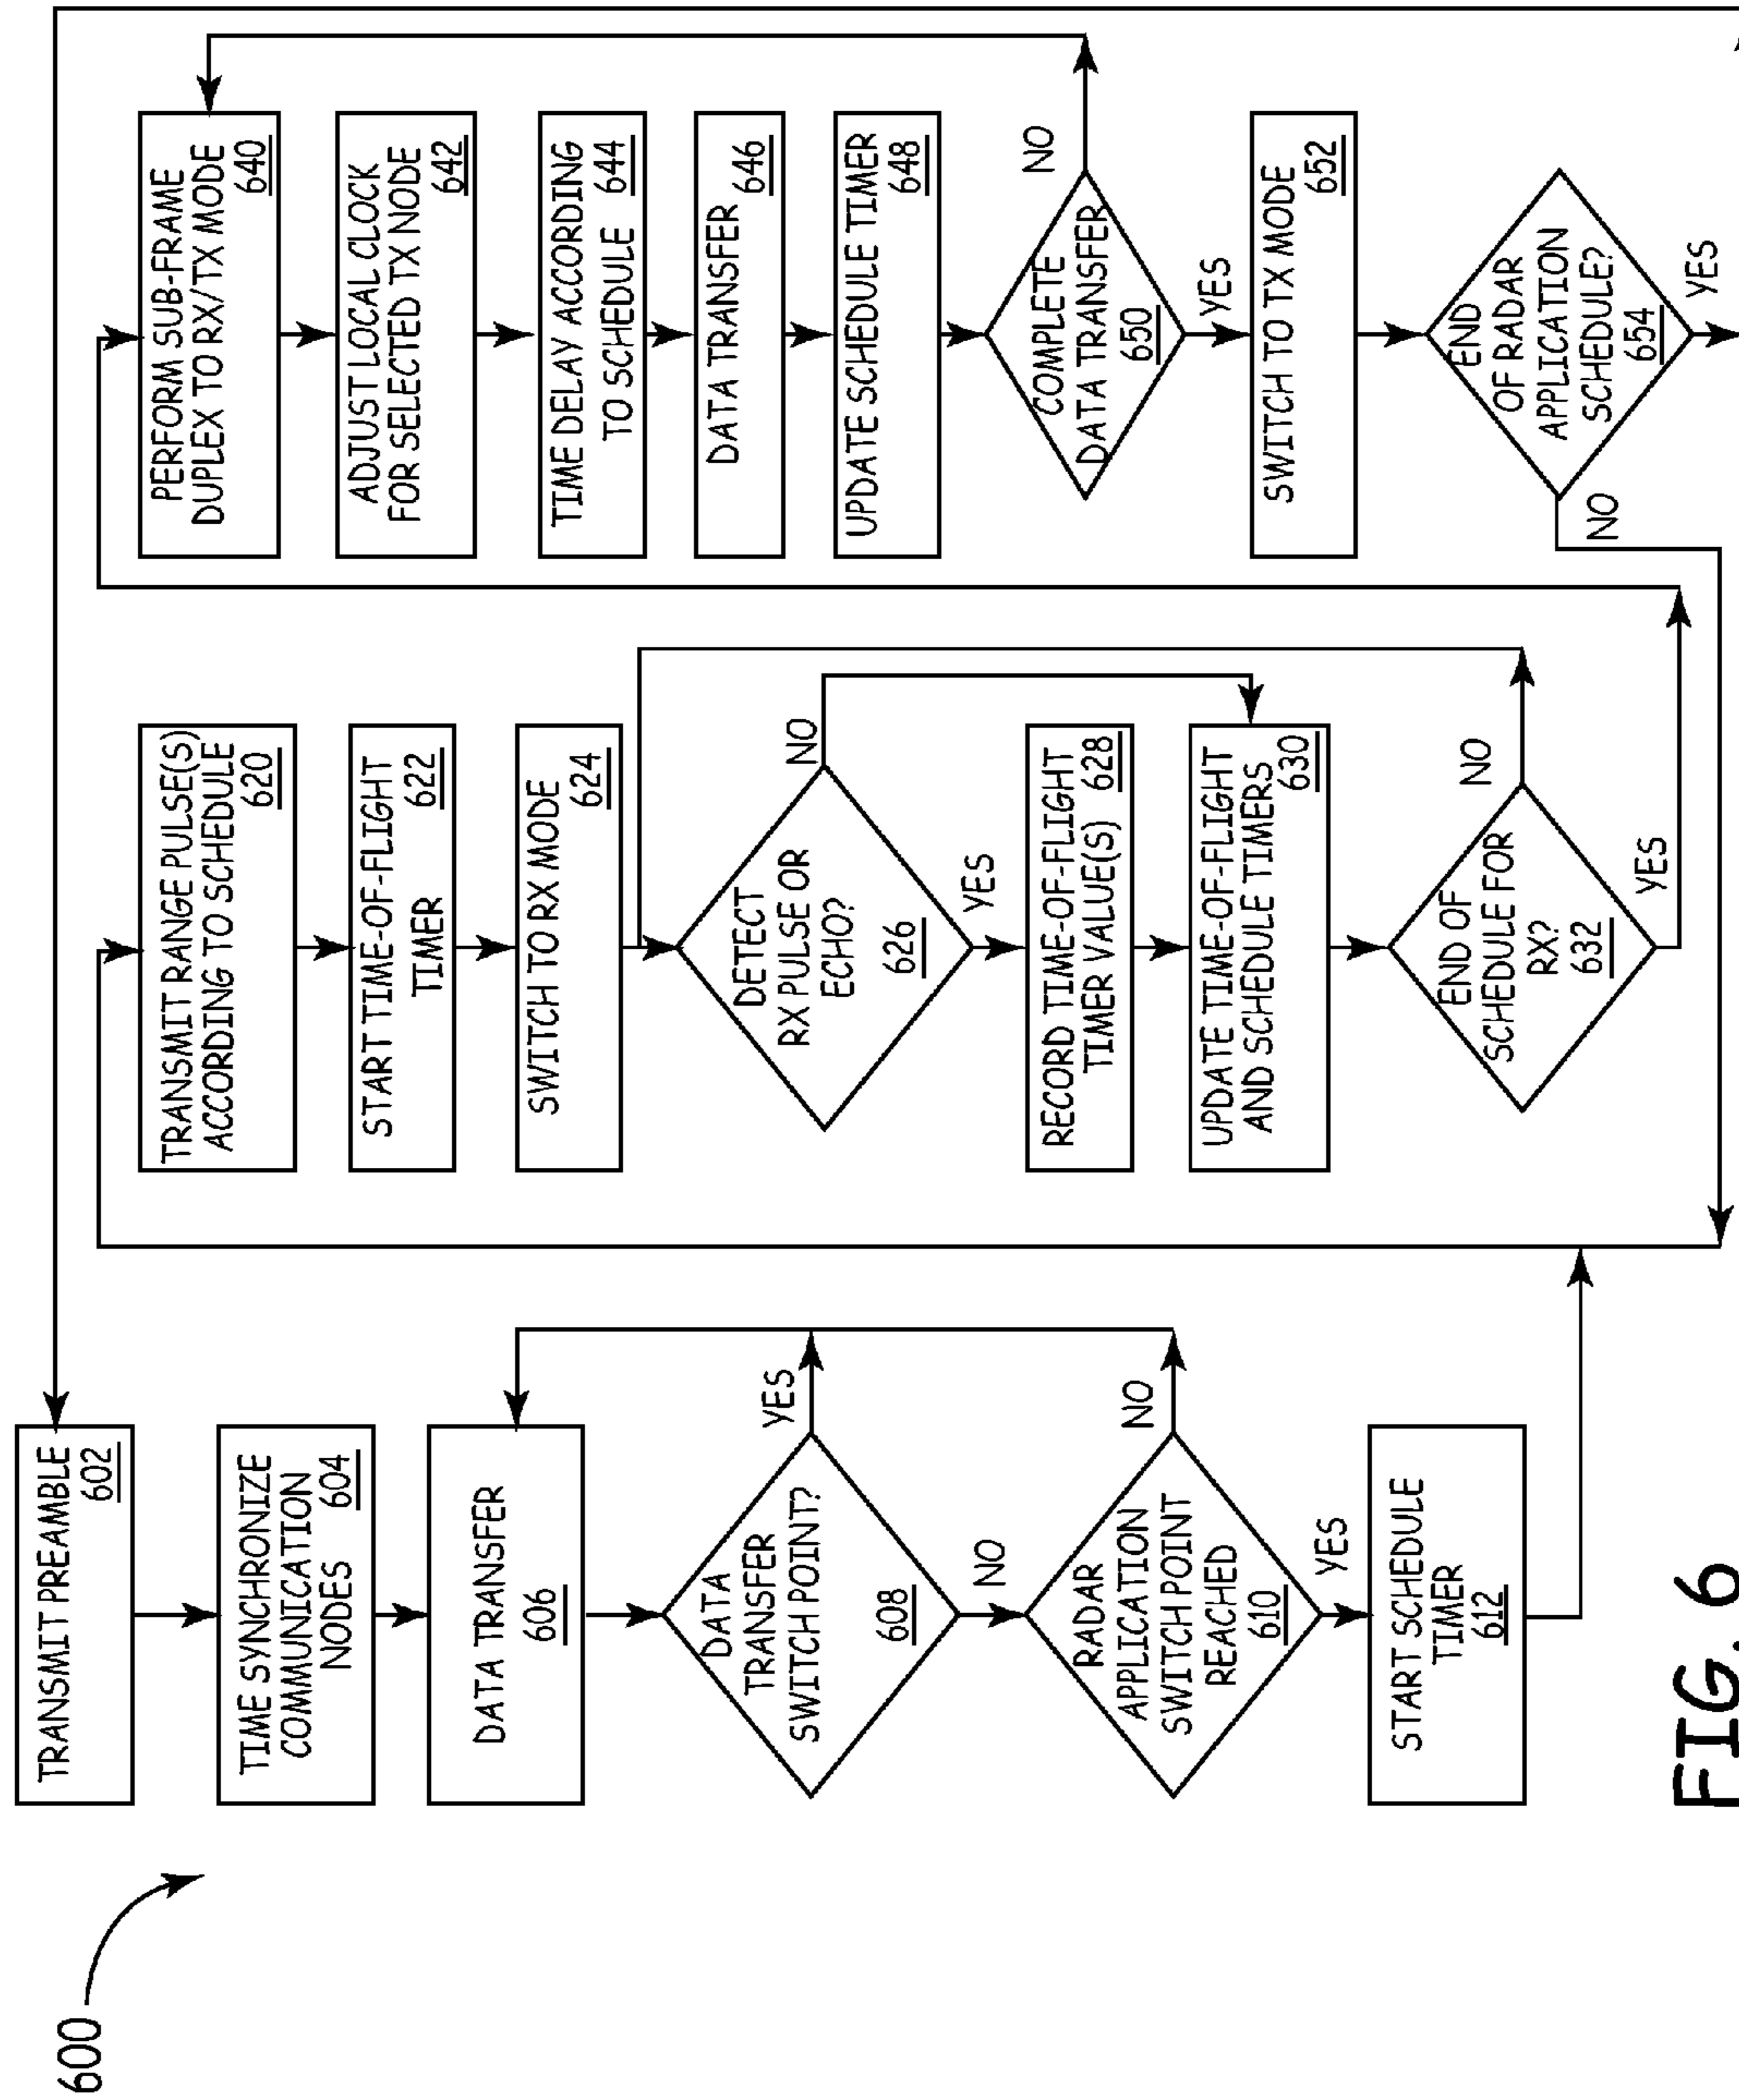 600
TRANSMIT PREAMBLE
602
TIME SYNCHRONIZE
COMMUNICATION
NODES 604
DATA TRANSFER
606
DATA
TRANSFER
SWITCH POINT?
608
YES
NO
RADAR
APPLICATION
SWITCH POINT
REACHED
610
NO
YES
START SCHEDULE
TIMER
612
TRANSMIT RANGE PULSE(S)
ACCORDING TO SCHEDULE
620
START TIME-OF-FLIGHT
TIMER 622
SWITCH TO RX MODE
624
DETECT
RX PULSE OR
ECHO?
626
NO
YES
RECORD TIME-OF-FLIGHT
TIMER VALUE(S) 628
UPDATE TIME-OF-FLIGHT
AND SCHEDULE TIMERS
630
END OF
SCHEDULE FOR
RX?
632
NO
YES
PERFORM SUB-FRAME
DUPLEX TO RX/TX MODE
640
ADJUST LOCAL CLOCK
FOR SELECTED TX NODE
642
TIME DELAY ACCORDING
TO SCHEDULE 644
DATA TRANSFER
646
UPDATE SCHEDULE TIMER
648
COMPLETE
DATA TRANSFER
650
NO
YES
SWITCH TO TX MODE
652
END
OF RADAR
APPLICATION
SCHEDULE?
654
NO
YES
FIG. 6